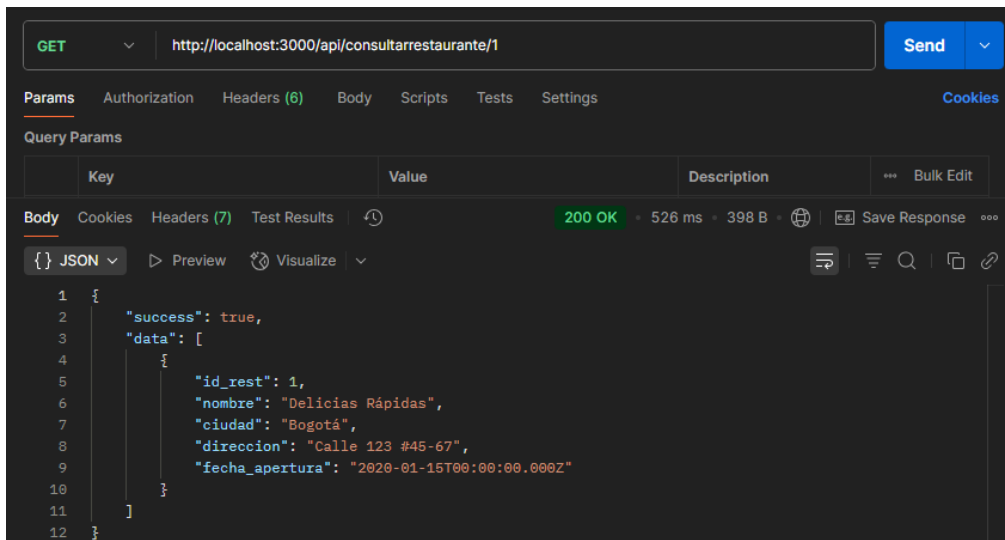 GET http://localhost:3000/api/consultarrestaurante/1 Send
Params Authorization Headers (6) Body Scripts Tests Settings Cookies
Query Params
Key Value Description ••• Bulk Edit
Body Cookies Headers (7) Test Results 200 OK • 526 ms • 398 B • e.g. Save Response
{ } JSON Preview Visualize
1 {
2 "success": true,
3 "data": [
4 {
5 "id_rest": 1,
6 "nombre": "Delicias Rápidas",
7 "ciudad": "Bogotá",
8 "direccion": "Calle 123 #45-67",
9 "fecha_apertura": "2020-01-15T00:00:00.000Z"
10 }
11 ]
12 }